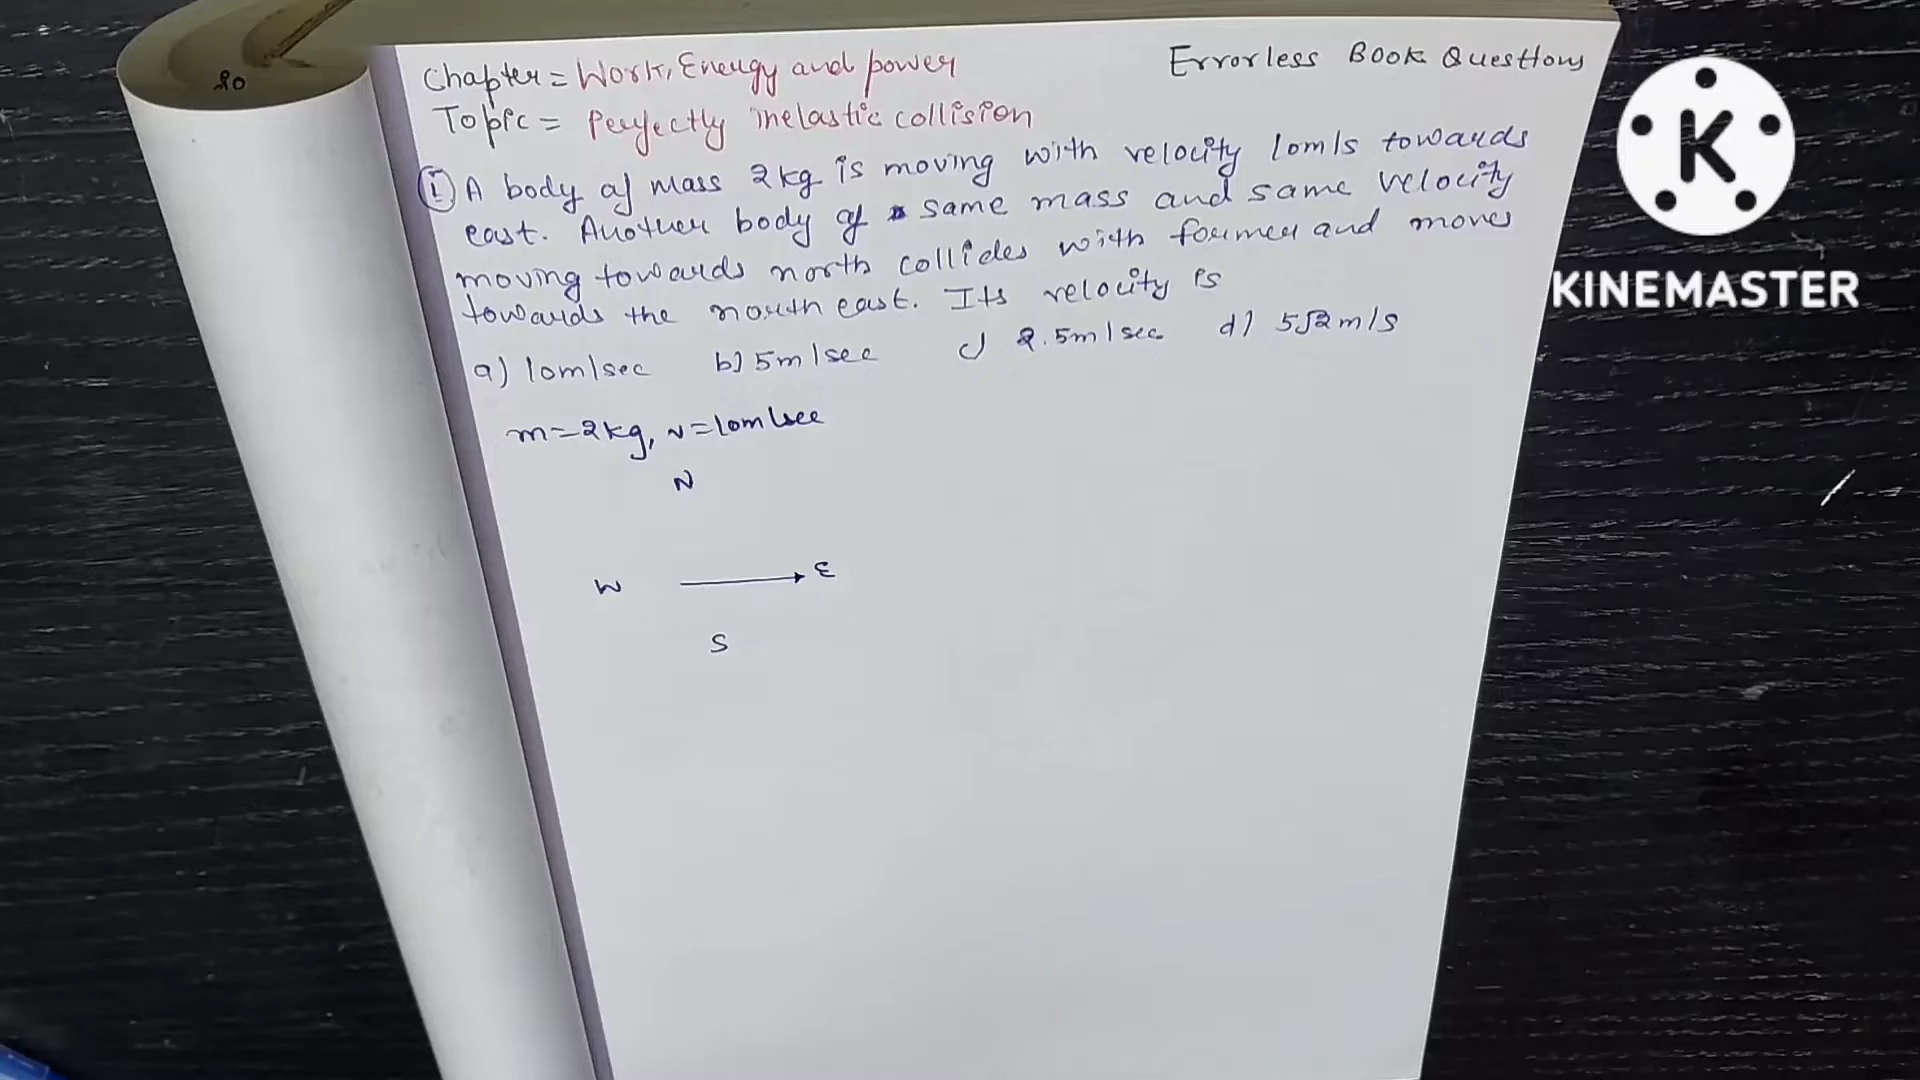 20
Chapter = Work, Energy and power
Errorless Book Questions
Topic = Perfectly inelastic collision
① A body of mass 2kg is moving with velocity 10m/s towards
east. Another body of same mass and same velocity
moving towards north collides with former and moves
towards the north east. Its velocity is
a) 10m/sec b) 5m/sec c) 2.5m/sec d) 5√2m/s
m=2kg, v=10m/sec
N
W E
S
K
KINEMASTER